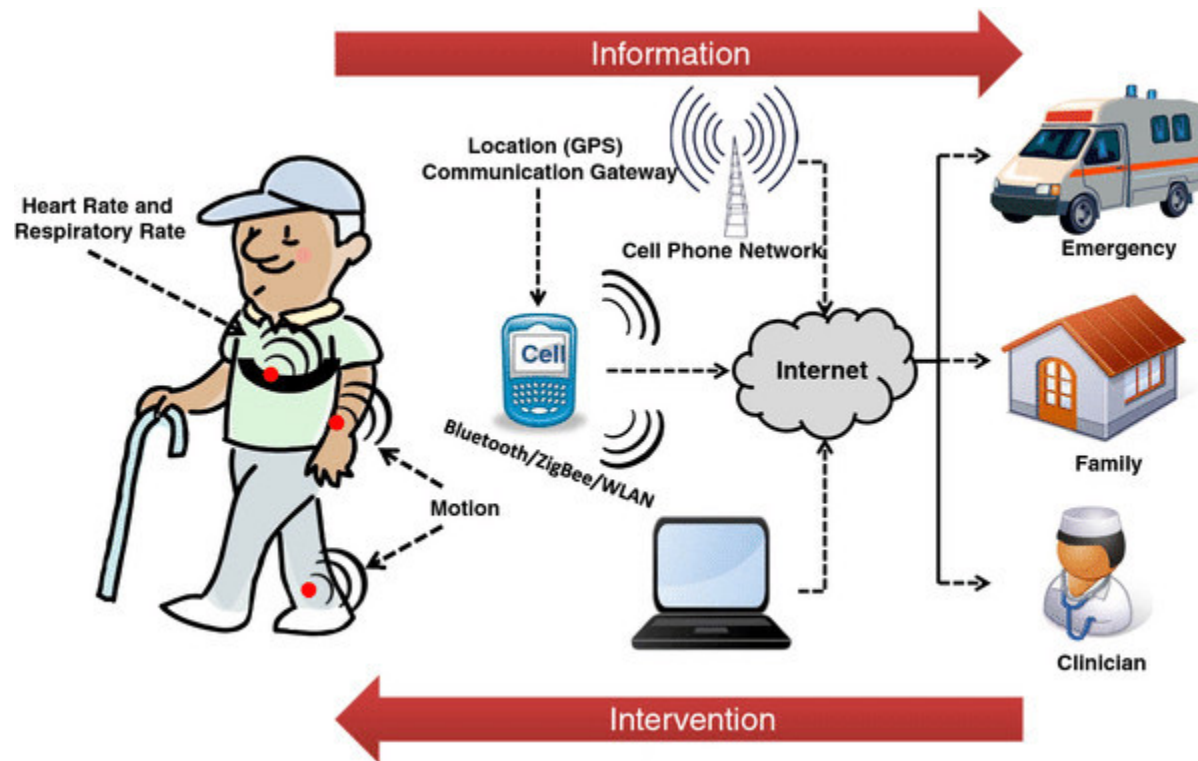 Information
Location (GPS)
Communication Gateway
Heart Rate and
Respiratory Rate
Cell Phone Network
Emergency
Cell
Internet
Bluetooth/ZigBee/WLAN
Family
Motion
Clinician
Intervention